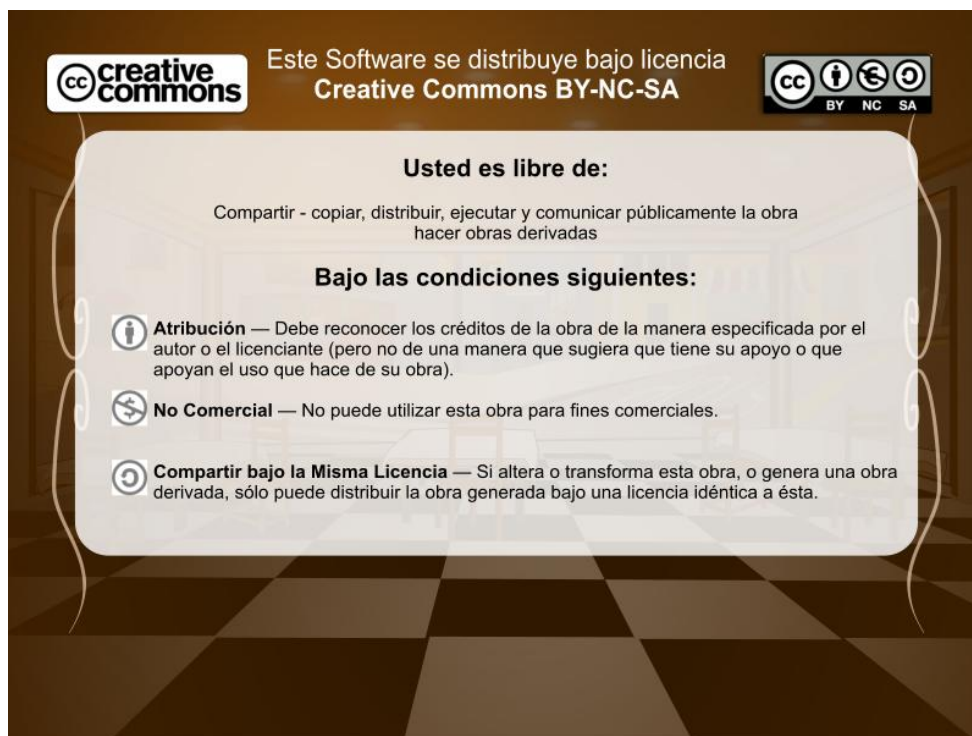 creative
commons
Este Software se distribuye bajo licencia
Creative Commons BY-NC-SA
cc
BY NC SA
Usted es libre de:
Compartir - copiar, distribuir, ejecutar y comunicar públicamente la obra
hacer obras derivadas
Bajo las condiciones siguientes:
Atribución — Debe reconocer los créditos de la obra de la manera especificada por el
autor o el licenciante (pero no de una manera que sugiera que tiene su apoyo o que
apoyan el uso que hace de su obra).
No Comercial — No puede utilizar esta obra para fines comerciales.
Compartir bajo la Misma Licencia — Si altera o transforma esta obra, o genera una obra
derivada, sólo puede distribuir la obra generada bajo una licencia idéntica a ésta.